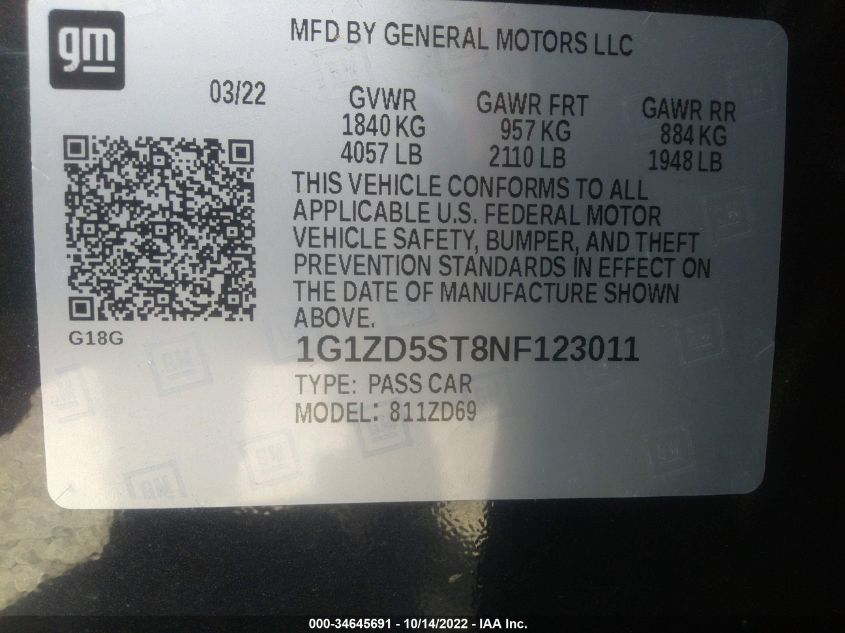 gm
MFD BY GENERAL MOTORS LLC
03/22
GVWR GAWR FRT GAWR RR
1840 KG 957 KG 884 KG
4057 LB 2110 LB 1948 LB
THIS VEHICLE CONFORMS TO ALL
APPLICABLE U.S. FEDERAL MOTOR
VEHICLE SAFETY, BUMPER, AND THEFT
PREVENTION STANDARDS IN EFFECT ON
THE DATE OF MANUFACTURE SHOWN
ABOVE.
G18G
1G1ZD5ST8NF123011
TYPE: PASS CAR
MODEL: 811ZD69
000-34645691 - 10/14/2022 - IAA Inc.